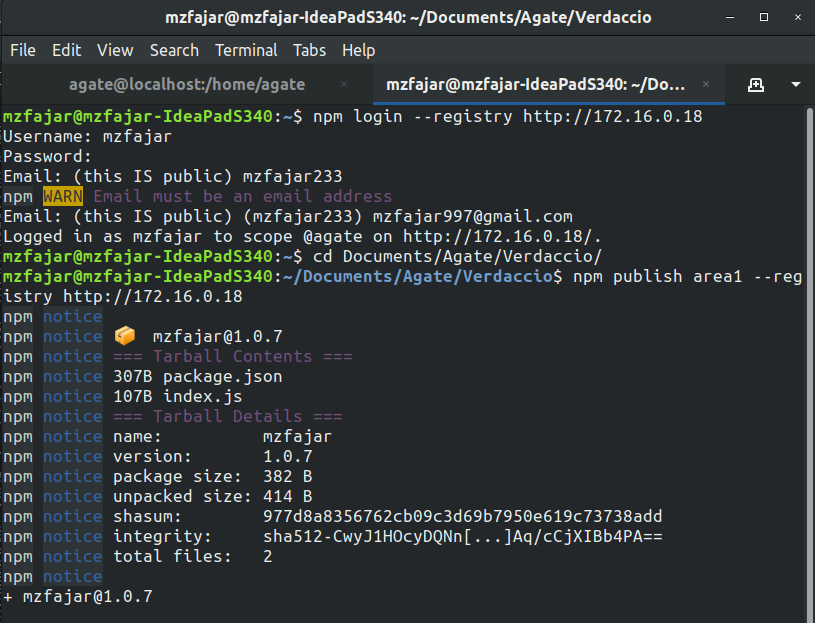 mzfajar@mzfajar-IdeaPadS340: ~/Documents/Agate/Verdaccio
File Edit View Search Terminal Tabs Help
agate@localhost:/home/agate × mzfajar@mzfajar-IdeaPadS340: ~/Do... ×
mzfajar@mzfajar-IdeaPadS340:~$ npm login --registry http://172.16.0.18
Username: mzfajar
Password:
Email: (this IS public) mzfajar233
npm WARN Email must be an email address
Email: (this IS public) (mzfajar233) mzfajar997@gmail.com
Logged in as mzfajar to scope @agate on http://172.16.0.18/.
mzfajar@mzfajar-IdeaPadS340:~$ cd Documents/Agate/Verdaccio/
mzfajar@mzfajar-IdeaPadS340:~/Documents/Agate/Verdaccio$ npm publish area1 --reg
istry http://172.16.0.18
npm notice
npm notice 📦 mzfajar@1.0.7
npm notice === Tarball Contents ===
npm notice 307B package.json
npm notice 107B index.js
npm notice === Tarball Details ===
npm notice name: mzfajar
npm notice version: 1.0.7
npm notice package size: 382 B
npm notice unpacked size: 414 B
npm notice shasum: 977d8a8356762cb09c3d69b7950e619c73738add
npm notice integrity: sha512-CwyJ1HOcyDQNn[...]Aq/cCjXIBb4PA==
npm notice total files: 2
npm notice
+ mzfajar@1.0.7